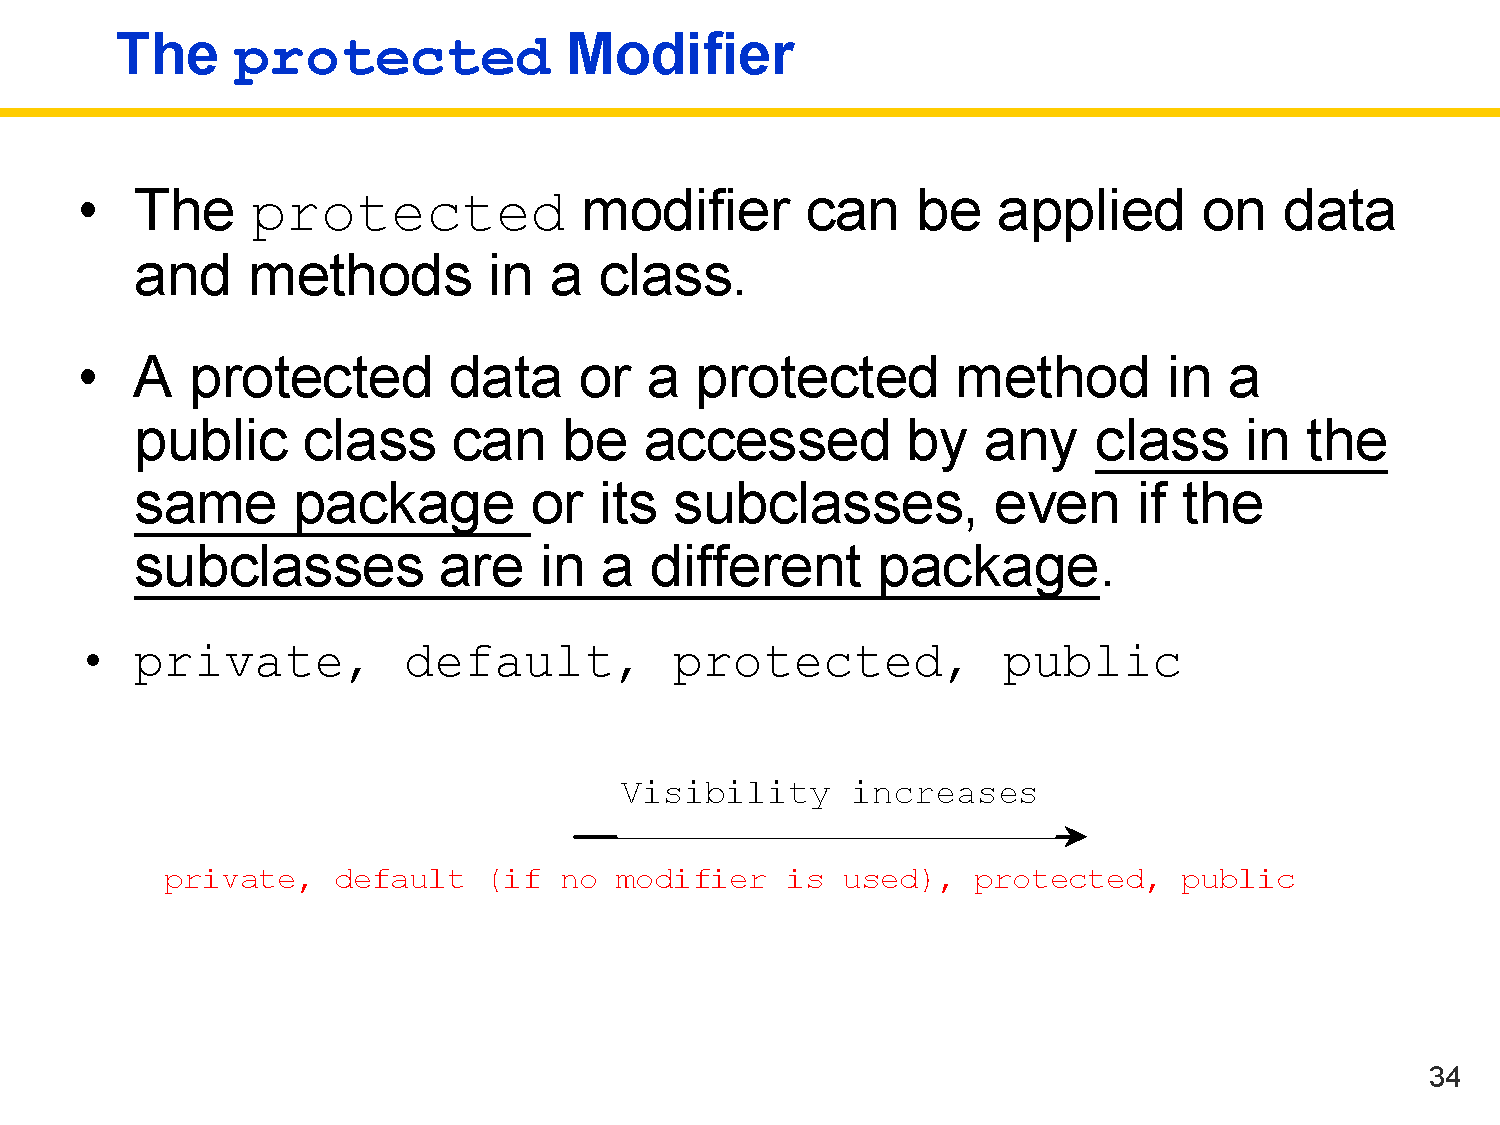 The protected Modifier
• The protected modifier can be applied on data
and methods in a class.
• A protected data or a protected method in a
public class can be accessed by any class in the
same package or its subclasses, even if the
subclasses are in a different package.
• private, default, protected, public
Visibility increases
private, default (if no modifier is used), protected, public
34